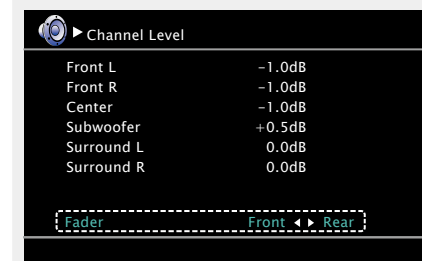 Channel Level
Front L −1.0dB
Front R −1.0dB
Center −1.0dB
Subwoofer +0.5dB
Surround L 0.0dB
Surround R 0.0dB
Fader Front ◀ ▶ Rear